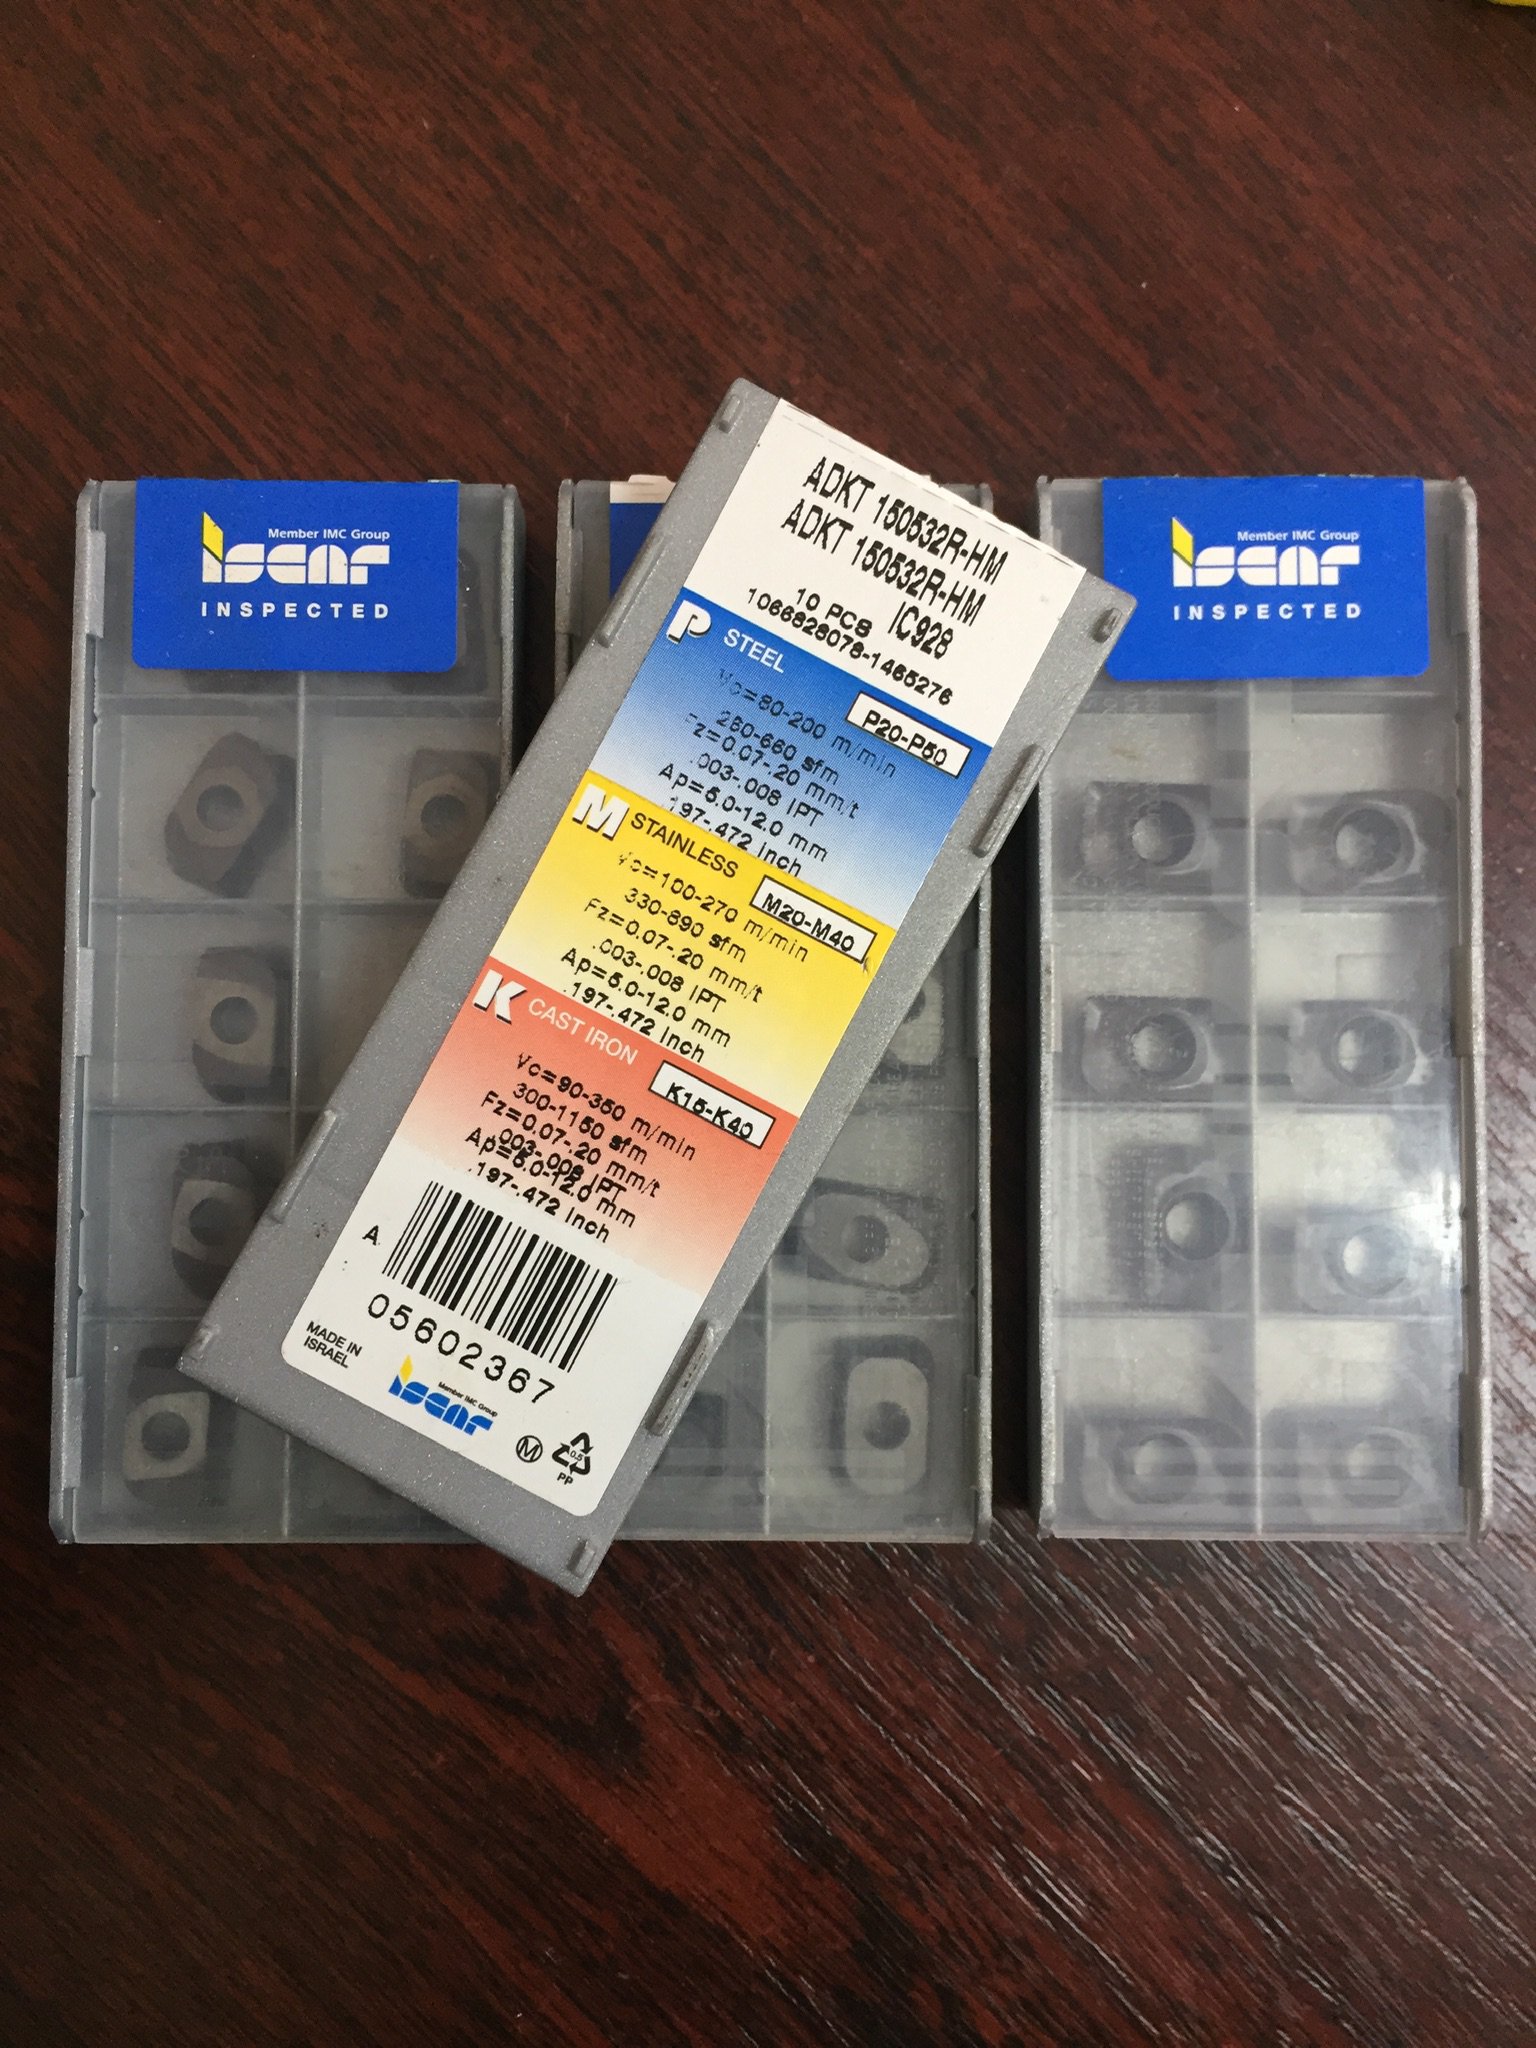 Member IMC Group
iscar
INSPECTED
Member IMC Group
iscar
INSPECTED
ADKT 150532R-HM
ADKT 150532R-HM
10 PCS IC928
1066828078-1465276
P STEEL
P20-P50
Vc=80-200 m/min
260-660 sfm
Fz=0.07-.20 mm/t
.003-.008 IPT
Ap=5.0-12.0 mm
.197-.472 inch
M STAINLESS
M20-M40
Vc=100-270 m/min
330-890 sfm
Fz=0.07-.20 mm/t
.003-.008 IPT
Ap=5.0-12.0 mm
.197-.472 inch
K CAST IRON
K15-K40
Vc=90-350 m/min
300-1150 sfm
Fz=0.07-.20 mm/t
.003-.008 IPT
Ap=5.0-12.0 mm
.197-.472 inch
A
05602367
MADE IN
ISRAEL
Member IMC Group
iscar
M
0.5
PP